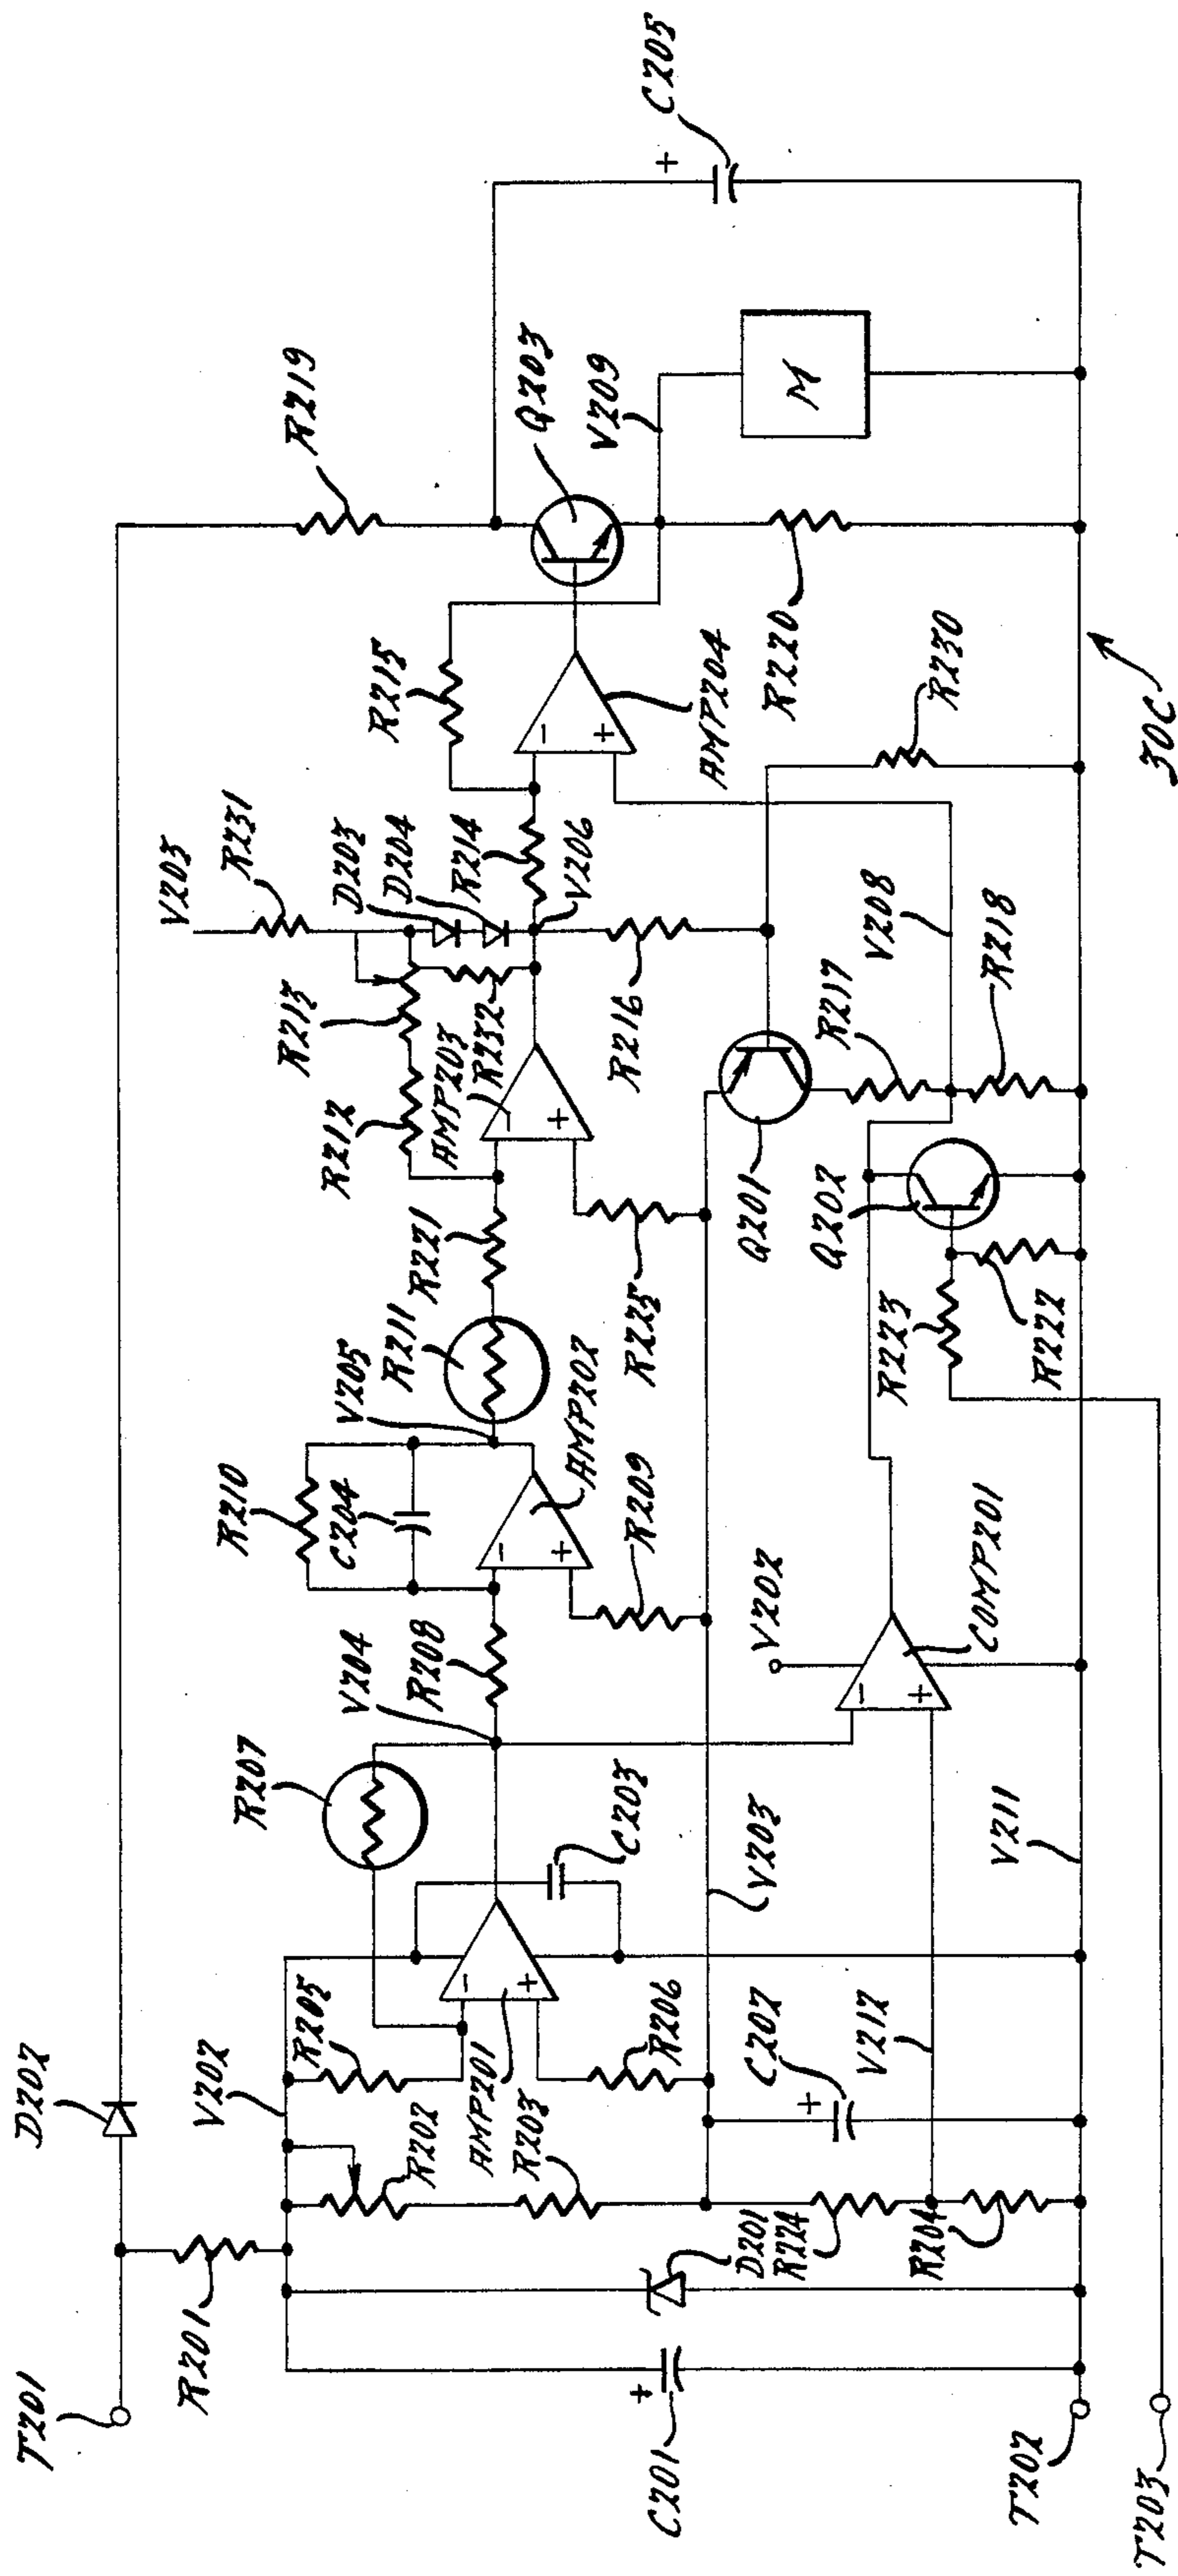 T201
D202
R201
V202
R205
R202
AMP201
R203
R206
C201
+
D201
R224
R204
C202
+
V212
V203
V211
T202
T203
-
+
R207
C203
V204
R208
R210
C204
-
+
AMP202
R209
V202
-
+
COMP201
V205
R211
R221
R225
R212
R213
AMP203
R232
-
+
V203
R231
D203
D204
R214
V206
R216
Q201
R217
V208
R218
Q202
R223
R222
R215
-
+
AMP204
R219
Q203
V209
R220
R230
M
+
C205
30C